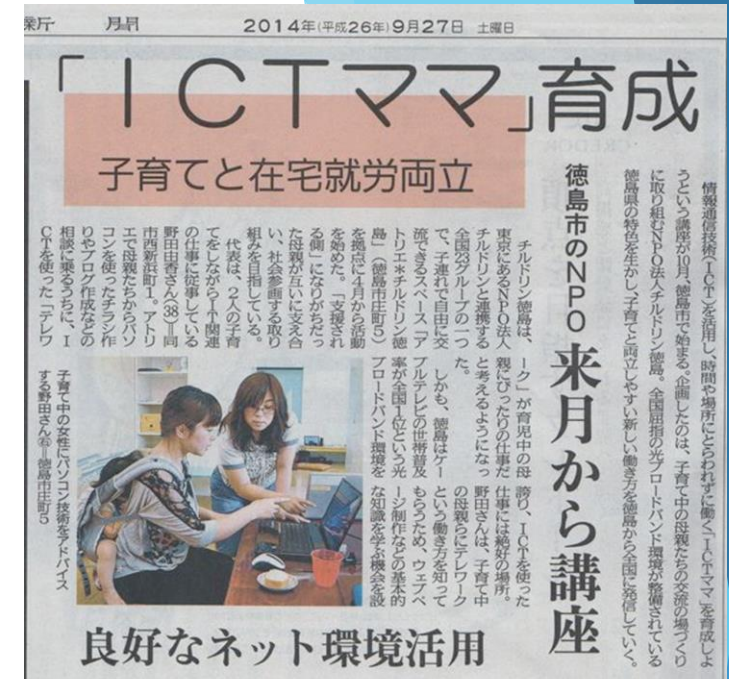 新聞
2014年(平成26年)9月27日 土曜日
「ICTママ」育成
子育てと在宅就労両立
徳島市のNPO 来月から講座
良好なネット環境活用
情報通信技術(ICT)を活用し、時間や場所にとらわれずに働く「ICTママ」を育成しよ
うという講座が10月、徳島市で始まる。企画したのは、子育て中の母親たちの交流の場づくり
に取り組むNPO法人チルドリン徳島。全国屈指の光ブロードバンド環境が整備されている
徳島県の特色を生かし、子育てと両立しやすい新しい働き方を徳島から全国に発信していく。
チルドリン徳島は、
東京にあるNPO法人
チルドリンと連携する
全国23グループの一つ
で、子連れで自由に交
流できるスペース「ア
トリエ＊チルドリン徳
島」(徳島市庄町5)
を拠点に4月から活動
を始めた。「支援され
る側」になりがちだっ
た母親が互いに支え合
い、社会参画する取り
組みを目指している。
代表は、2人の子育
てをしながらIT関連
の仕事に従事している
野田由香さん(38)＝同
市西新浜町1。アトリ
エで母親たちからパソ
コンを使ったチラシ作
りやブログ作成などの
相談に乗るうちに、I
CTを使った「テレワ
ーク」が育児中の母
親にぴったりの仕事だ
と考えるようになっ
た。
しかも、徳島はケー
ブルテレビの世帯普及
率が全国1位という光
ブロードバンド環境を
誇り、ICTを使った
仕事には絶好の場所。
野田さんは、子育て中
の母親らにテレワーク
という働き方を知って
もらうため、ウェブペ
ージ制作などの基本的
な知識を学ぶ機会を設
子育て中の女性にパソコン技術をアドバイス
する野田さん㊨＝徳島市庄町5